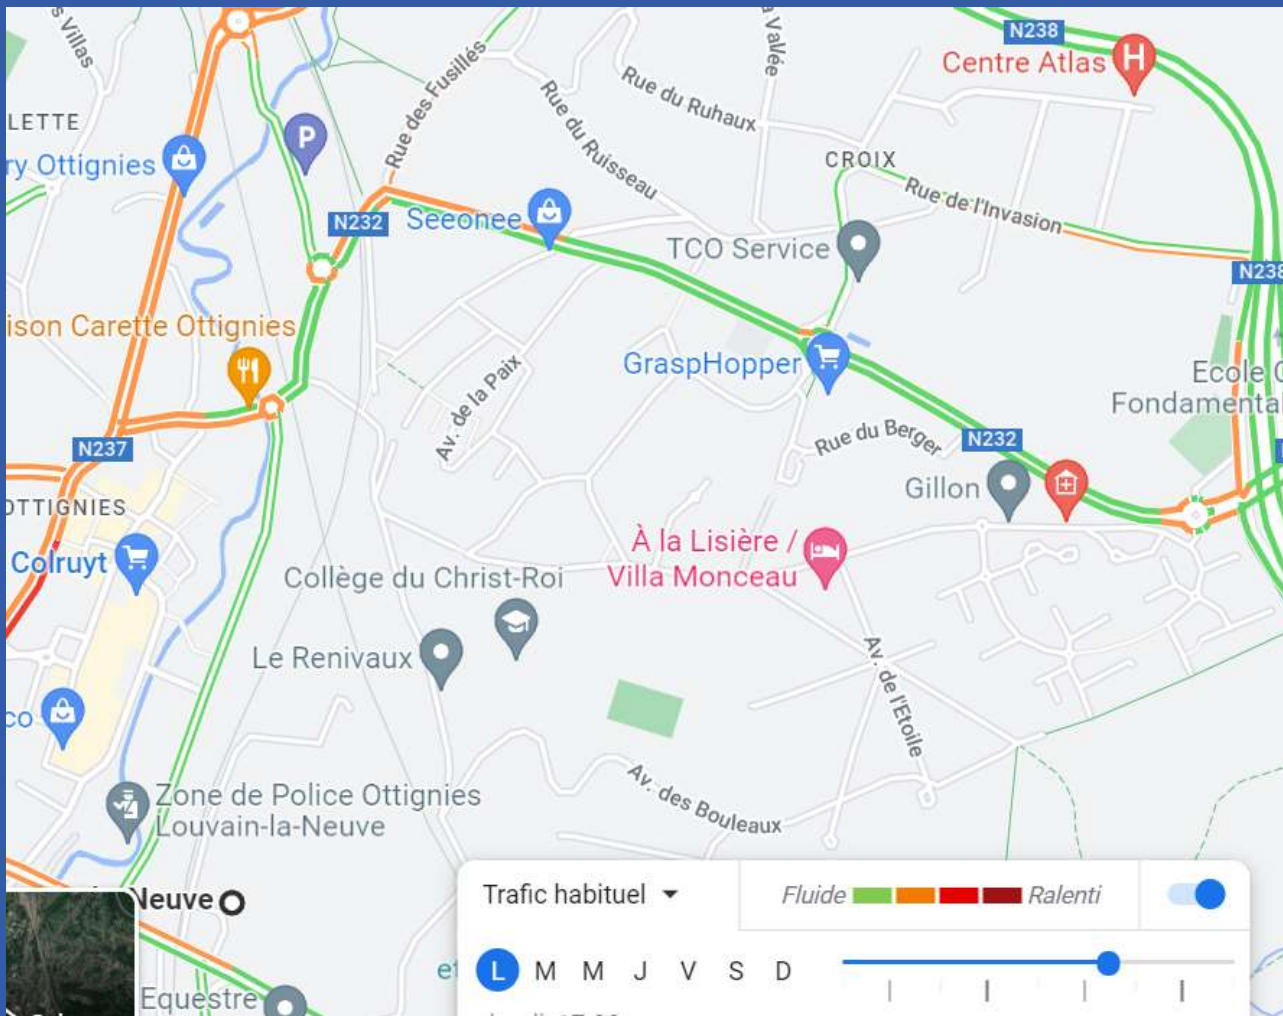 s Villas
a Vallée
N238
Centre Atlas
H
Rue des Fusillés
Rue du Ruhaux
LETTE
P
Rue du Ruisseau
CROIX
ry Ottignies
Rue de l'Invasion
N232
Seeonee
TCO Service
N238
ison Carette Ottignies
GraspHopper
Av. de la Paix
Ecole C
Fondamental
N237
Rue du Berger
N232
Gillon
OTTIGNIES
À la Lisière /
Villa Monceau
Colruyt
Collège du Christ-Roi
Le Renivaux
Av. de l'Etoile
co
Av. des Bouleaux
Zone de Police Ottignies
Louvain-la-Neuve
Neuve
Trafic habituel
Fluide
Ralenti
L M M J V S D
Equestre